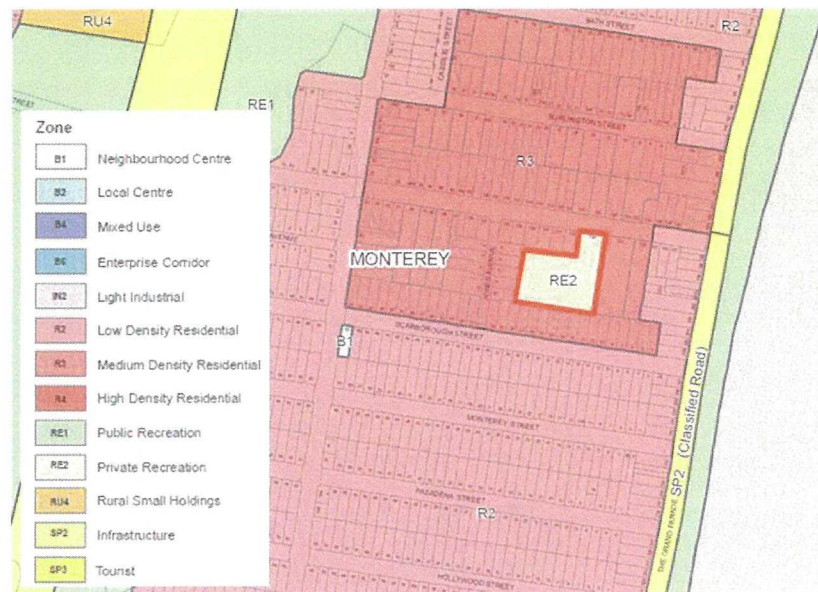 RU4
R2
BATH STREET
RE1
BURLINGTON STREET
R3
Zone
B1 Neighbourhood Centre
B2 Local Centre
B4 Mixed Use
B6 Enterprise Corridor
IN2 Light Industrial
R2 Low Density Residential
R3 Medium Density Residential
R4 High Density Residential
RE1 Public Recreation
RE2 Private Recreation
RU4 Rural Small Holdings
SP2 Infrastructure
SP3 Tourist
AVENUE
MONTEREY
RE2
SCARBOROUGH STREET
B1
MONTEREY STREET
PASADENA STREET
R2
HOLLYWOOD STREET
THE GRAND PARADE
SP2 (Classified Road)